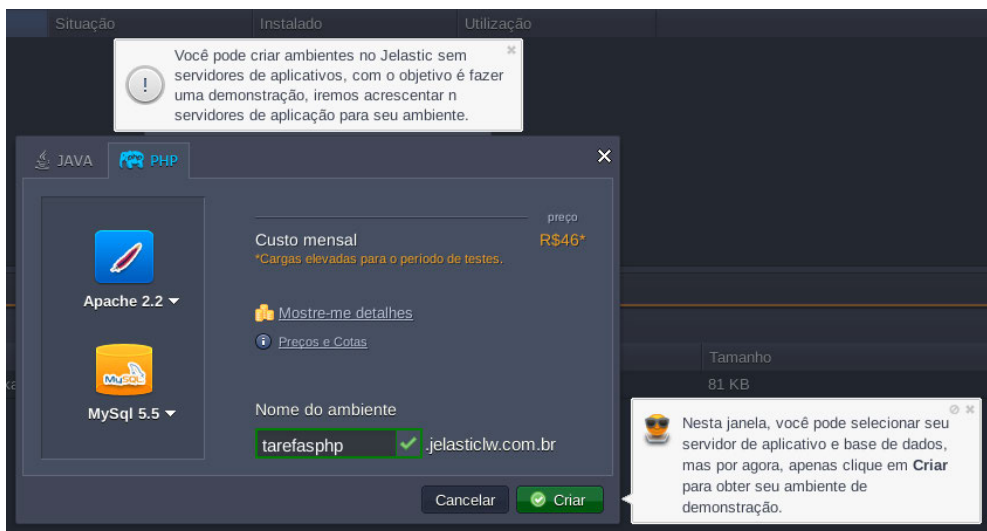 Situação Instalado Utilização
Você pode criar ambientes no Jelastic sem
servidores de aplicativos, com o objetivo é fazer
uma demonstração, iremos acrescentar n
servidores de aplicação para seu ambiente.
!
JAVA PHP
preço
Custo mensal R$46*
*Cargas elevadas para o período de testes.
Apache 2.2
Mostre-me detalhes
Preços e Cotas
MySQL
MySql 5.5
Nome do ambiente
tarefasphp .jelasticlw.com.br
Cancelar Criar
Tamanho
81 KB
Nesta janela, você pode selecionar seu
servidor de aplicativo e base de dados,
mas por agora, apenas clique em Criar
para obter seu ambiente de
demonstração.